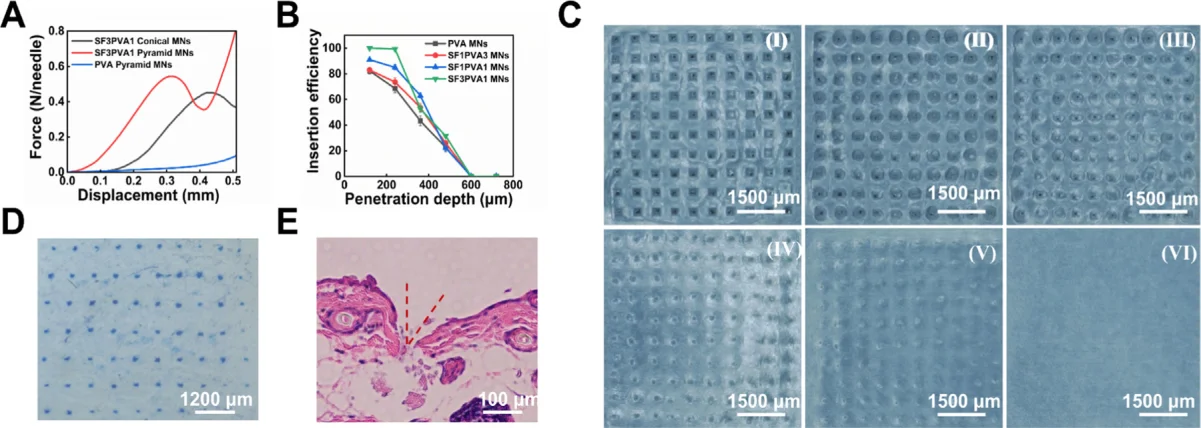 A
Force (N/needle)
0.8
0.6
0.4
0.2
0.0
SF3PVA1 Conical MNs
SF3PVA1 Pyramid MNs
PVA Pyramid MNs
0.0 0.1 0.2 0.3 0.4 0.5
Displacement (mm)
B
Insertion efficiency
100
80
60
40
20
0
PVA MNs
SF1PVA3 MNs
SF1PVA1 MNs
SF3PVA1 MNs
0 200 400 600 800
Penetration depth (μm)
C
(I)
1500 μm
(II)
1500 μm
(III)
1500 μm
(IV)
1500 μm
(V)
1500 μm
(VI)
1500 μm
D
1200 μm
E
100 μm